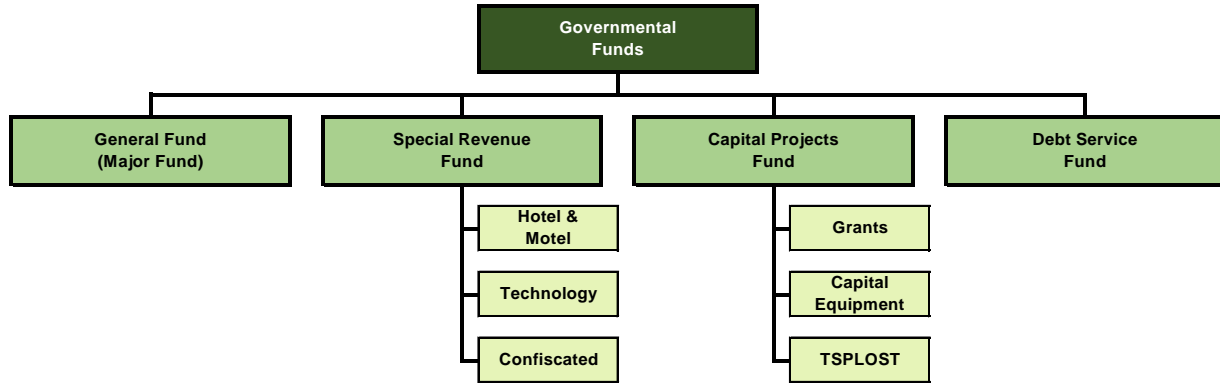 Governmental
Funds
General Fund
(Major Fund)
Special Revenue
Fund
Capital Projects
Fund
Debt Service
Fund
Hotel &
Motel
Technology
Confiscated
Grants
Capital
Equipment
TSPLOST